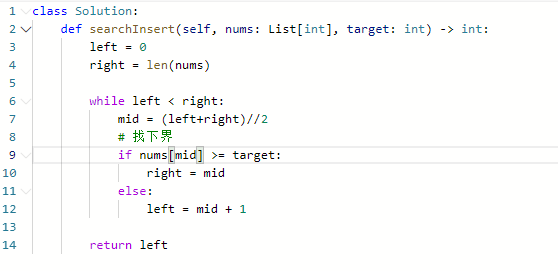 1 class Solution:
2     def searchInsert(self, nums: List[int], target: int) -> int:
3         left = 0
4         right = len(nums)
5
6         while left < right:
7             mid = (left+right)//2
8             # 找下界
9             if nums[mid] >= target:
10                 right = mid
11             else:
12                 left = mid + 1
13
14         return left